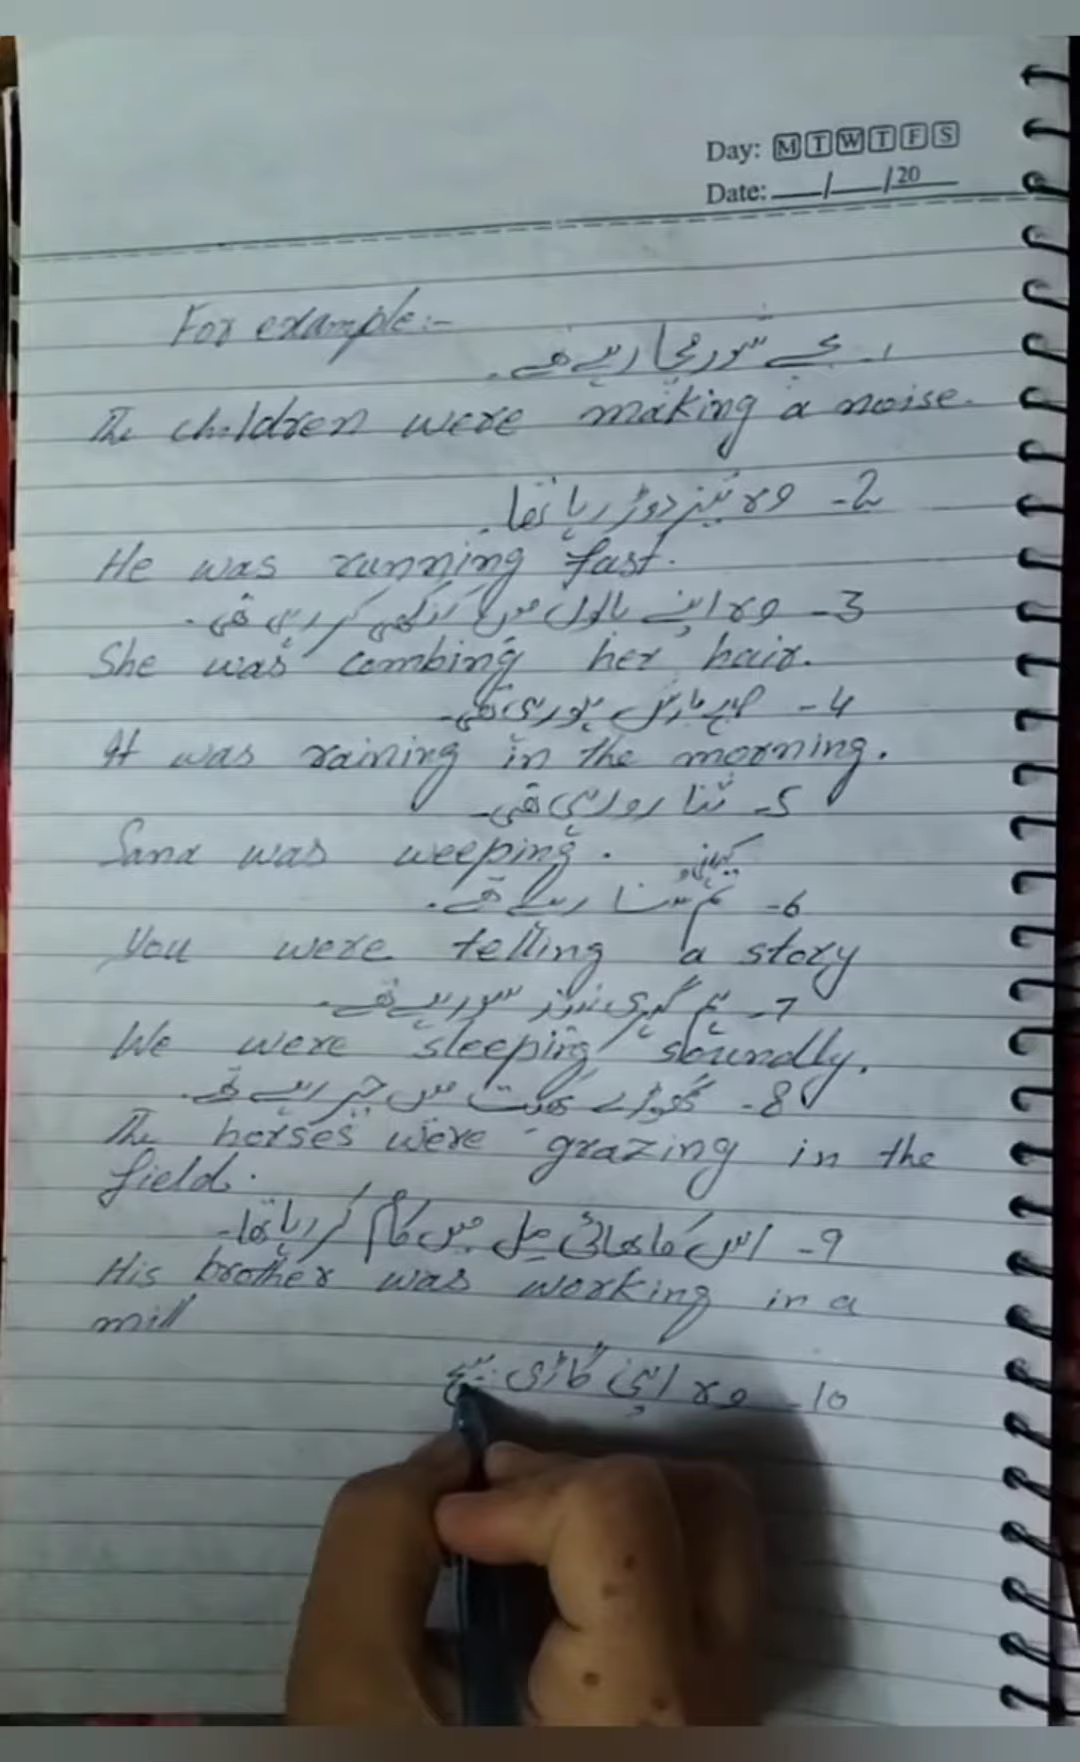 Day: M T W T F S
Date: __/__/20
For example:-
1- بچے شور مچا رہے تھے۔
The children were making a noise.
2- وہ تیز دوڑ رہا تھا۔
He was running fast.
3- وہ اپنے بالوں میں کنگھی کر رہی تھی۔
She was combing her hair.
4- صبح بارش ہو رہی تھی۔
It was raining in the morning.
5- ثنا رو رہی تھی۔
Sana was weeping.
کہانی
6- تم سنا رہے تھے۔
You were telling a story
7- ہم گہری نیند سو رہے تھے۔
We were sleeping soundly.
8- گھوڑے کھیت میں چر رہے تھے۔
The horses were grazing in the
field.
9- اس کا بھائی مل میں کام کر رہا تھا۔
His brother was working in a
mill
10- وہ اپنی گاڑی